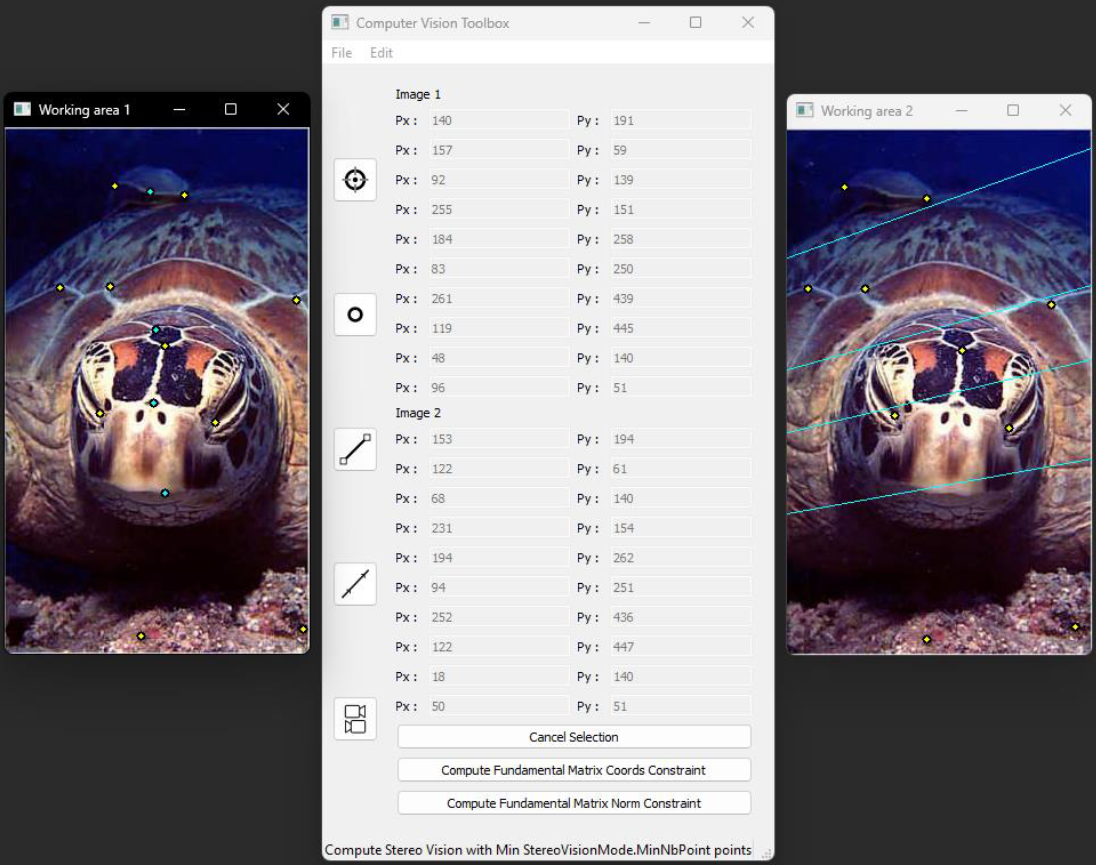 Computer Vision Toolbox
File Edit
Working area 1
Working area 2
Image 1
Px : 140 Py : 191
Px : 157 Py : 59
Px : 92 Py : 139
Px : 255 Py : 151
Px : 184 Py : 258
Px : 83 Py : 250
Px : 261 Py : 439
Px : 119 Py : 445
Px : 48 Py : 140
Px : 96 Py : 51
Image 2
Px : 153 Py : 194
Px : 122 Py : 61
Px : 68 Py : 140
Px : 231 Py : 154
Px : 194 Py : 262
Px : 94 Py : 251
Px : 252 Py : 436
Px : 122 Py : 447
Px : 18 Py : 140
Px : 50 Py : 51
Cancel Selection
Compute Fundamental Matrix Coords Constraint
Compute Fundamental Matrix Norm Constraint
Compute Stereo Vision with Min StereoVisionMode.MinNbPoint points